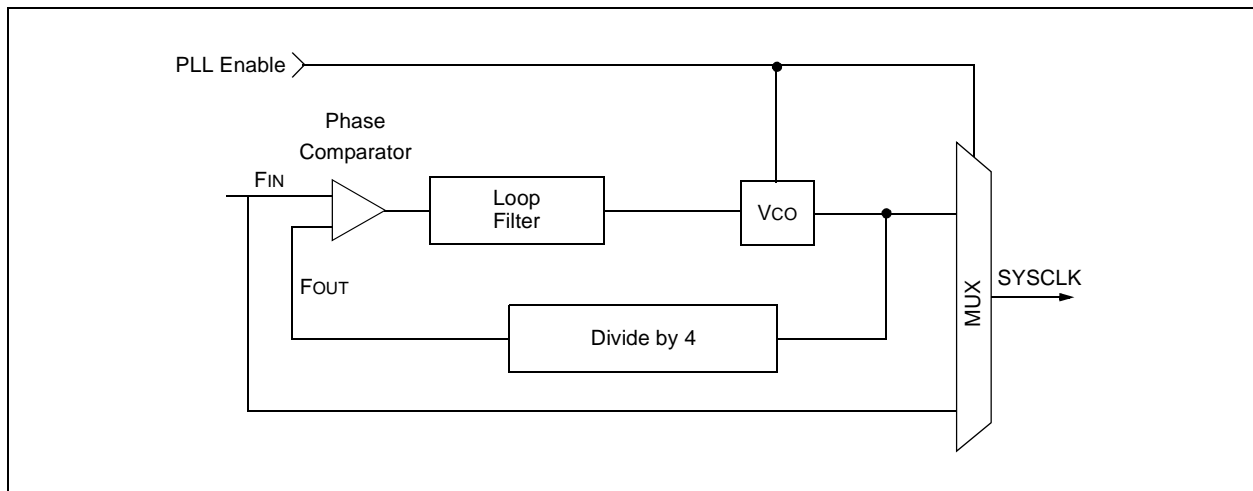 PLL Enable
Phase
Comparator
FIN
Loop
Filter
VCO
FOUT
SYSCLK
MUX
Divide by 4